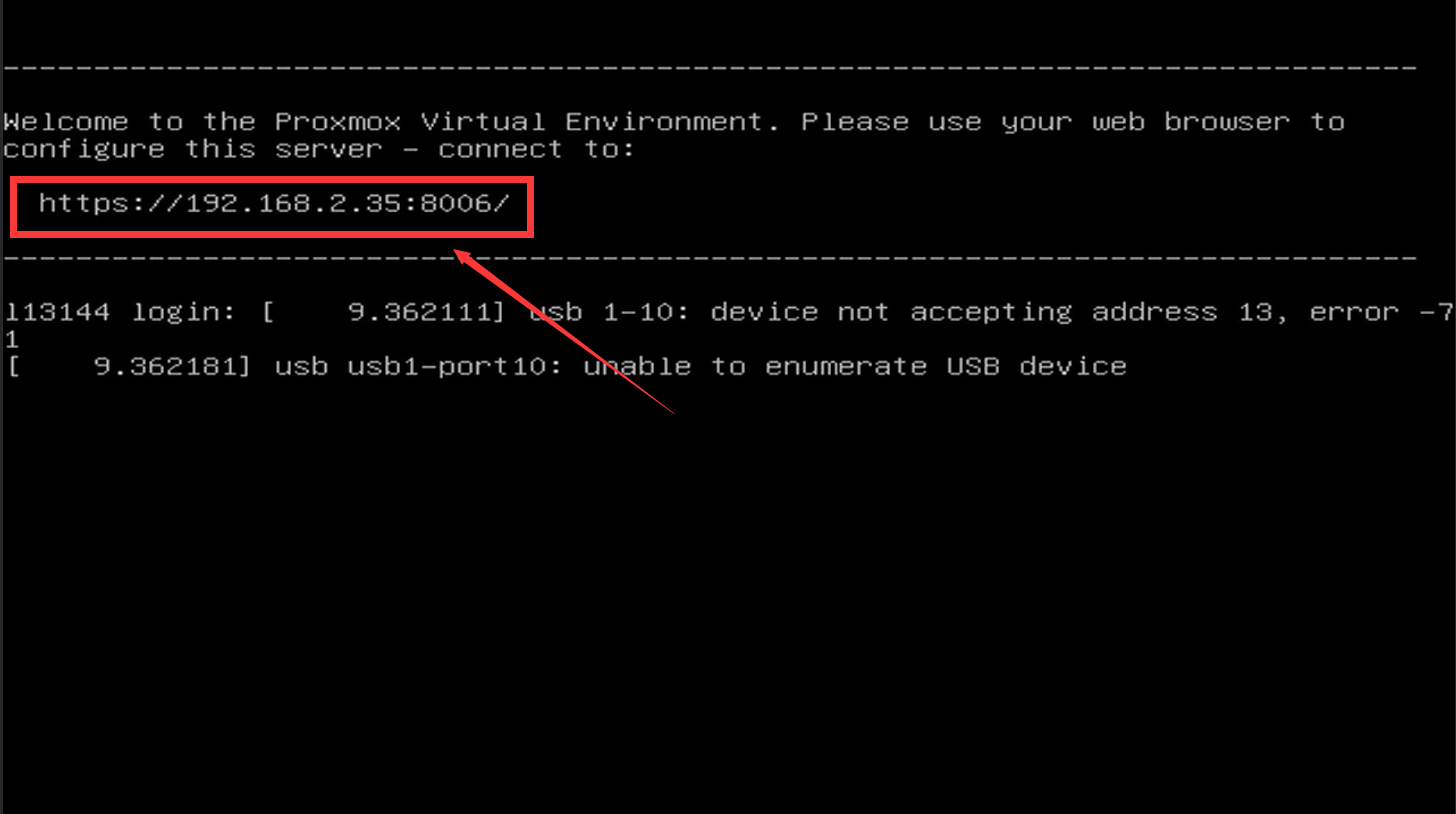 --------------------------------------------------------------------------------
Welcome to the Proxmox Virtual Environment. Please use your web browser to
configure this server - connect to:
https://192.168.2.35:8006/
--------------------------------------------------------------------------------
l13144 login: [    9.362111] usb 1-10: device not accepting address 13, error -7
1
[    9.362181] usb usb1-port10: unable to enumerate USB device